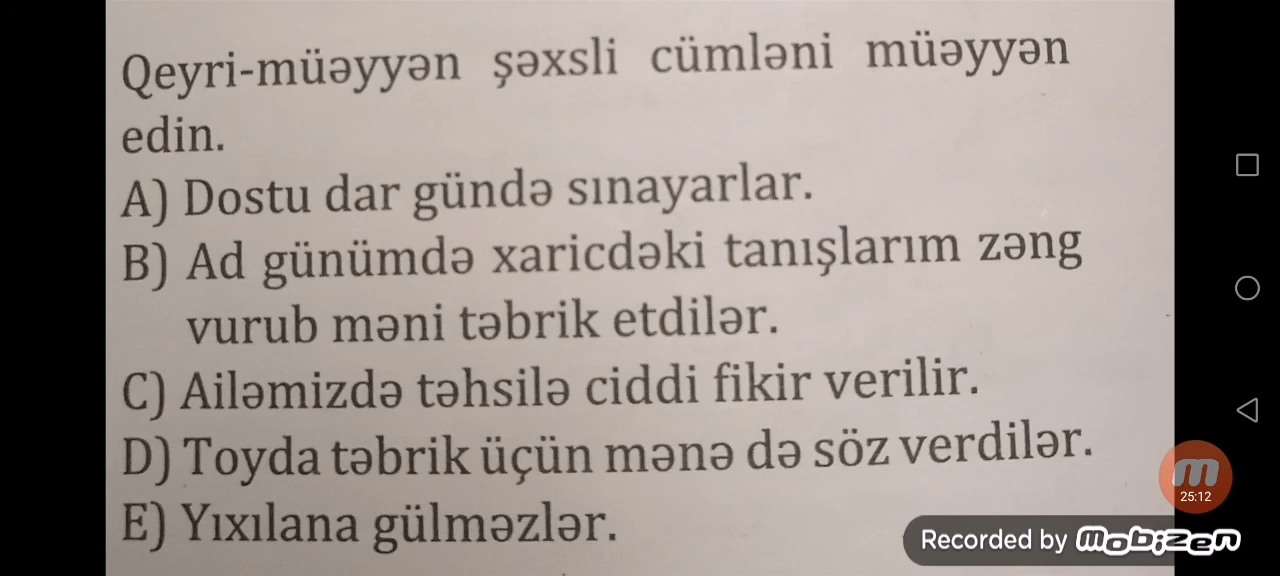 Qeyri-müəyyən şəxsli cümləni müəyyən
edin.
A) Dostu dar gündə sınayarlar.
B) Ad günümdə xaricdəki tanışlarım zəng
vurub məni təbrik etdilər.
C) Ailəmizdə təhsilə ciddi fikir verilir.
D) Toyda təbrik üçün mənə də söz verdilər.
E) Yıxılana gülməzlər.
25:12
Recorded by mobizen